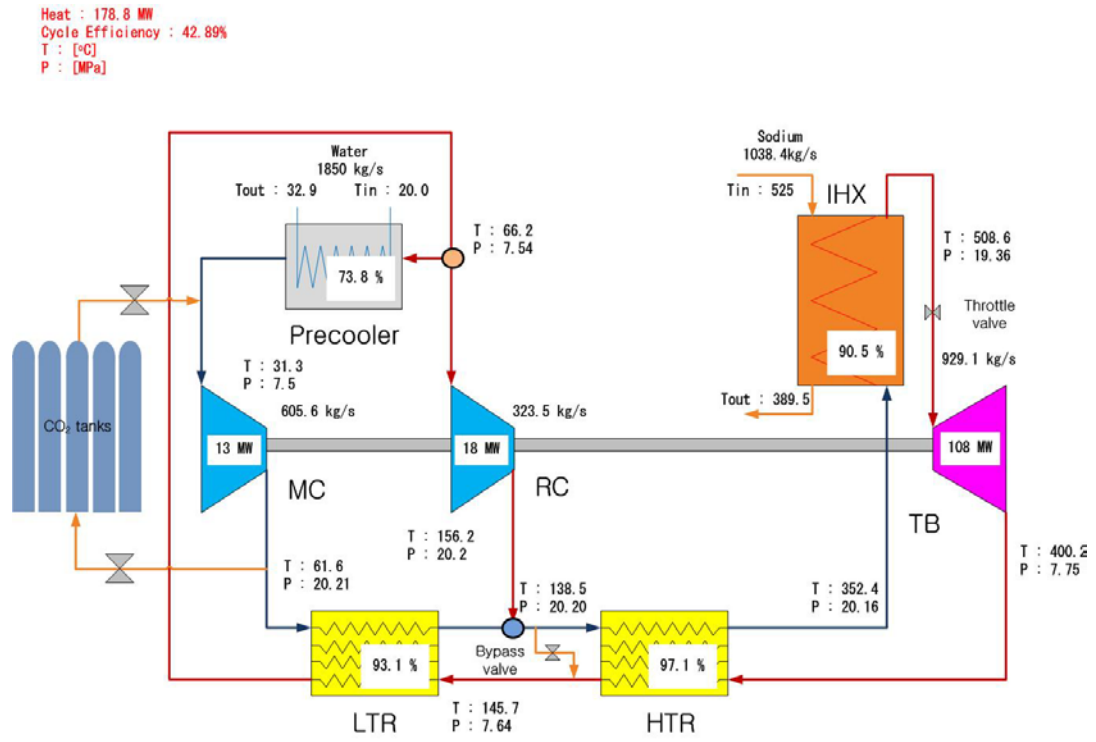 Heat : 178.8 MW
Cycle Efficiency : 42.89%
T : [°C]
P : [MPa]
Water
1850 kg/s
Tout : 32.9
Tin : 20.0
73.8 %
Precooler
T : 66.2
P : 7.54
Sodium
1038.4kg/s
Tin : 525
IHX
90.5 %
T : 508.6
P : 19.36
Throttle
valve
929.1 kg/s
Tout : 389.5
T : 31.3
P : 7.5
605.6 kg/s
323.5 kg/s
CO₂ tanks
13 MW
18 MW
108 MW
MC
RC
TB
T : 156.2
P : 20.2
T : 61.6
P : 20.21
T : 138.5
P : 20.20
T : 352.4
P : 20.16
T : 400.2
P : 7.75
93.1 %
Bypass
valve
97.1 %
LTR
T : 145.7
P : 7.64
HTR